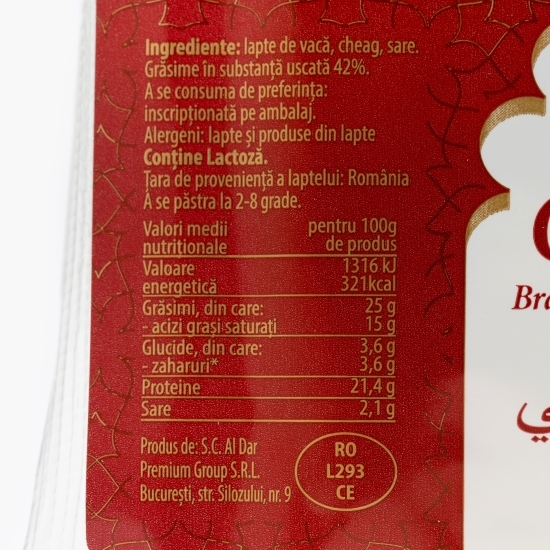 Ingrediente: lapte de vacă, cheag, sare.
Grăsime în substanță uscată 42%.
A se consuma de preferința:
inscripționată pe ambalaj.
Alergeni: lapte și produse din lapte
Conține Lactoză.
Țara de proveniență a laptelui: România
A se păstra la 2-8 grade.
Valori medii pentru 100g
nutriționale de produs
Valoare 1316 kJ
energetică 321kcal
Grăsimi, din care: 25 g
- acizi grași saturați 15 g
Glucide, din care: 3,6 g
- zaharuri* 3,6 g
Proteine 21,4 g
Sare 2,1 g
Produs de: S.C. Al Dar
Premium Group S.R.L.
București, str. Silozului, nr. 9
RO
L293
CE